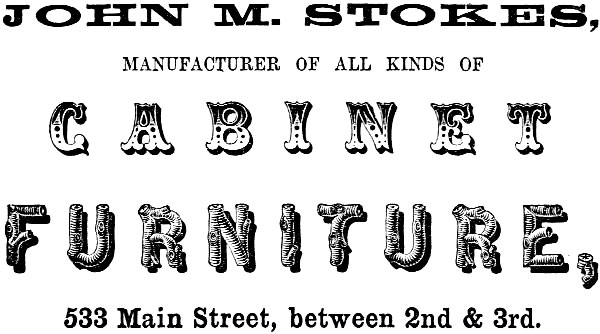 JOHN M. STOKES,
MANUFACTURER OF ALL KINDS OF
CABINET
FURNITURE,
533 Main Street, between 2nd & 3rd.